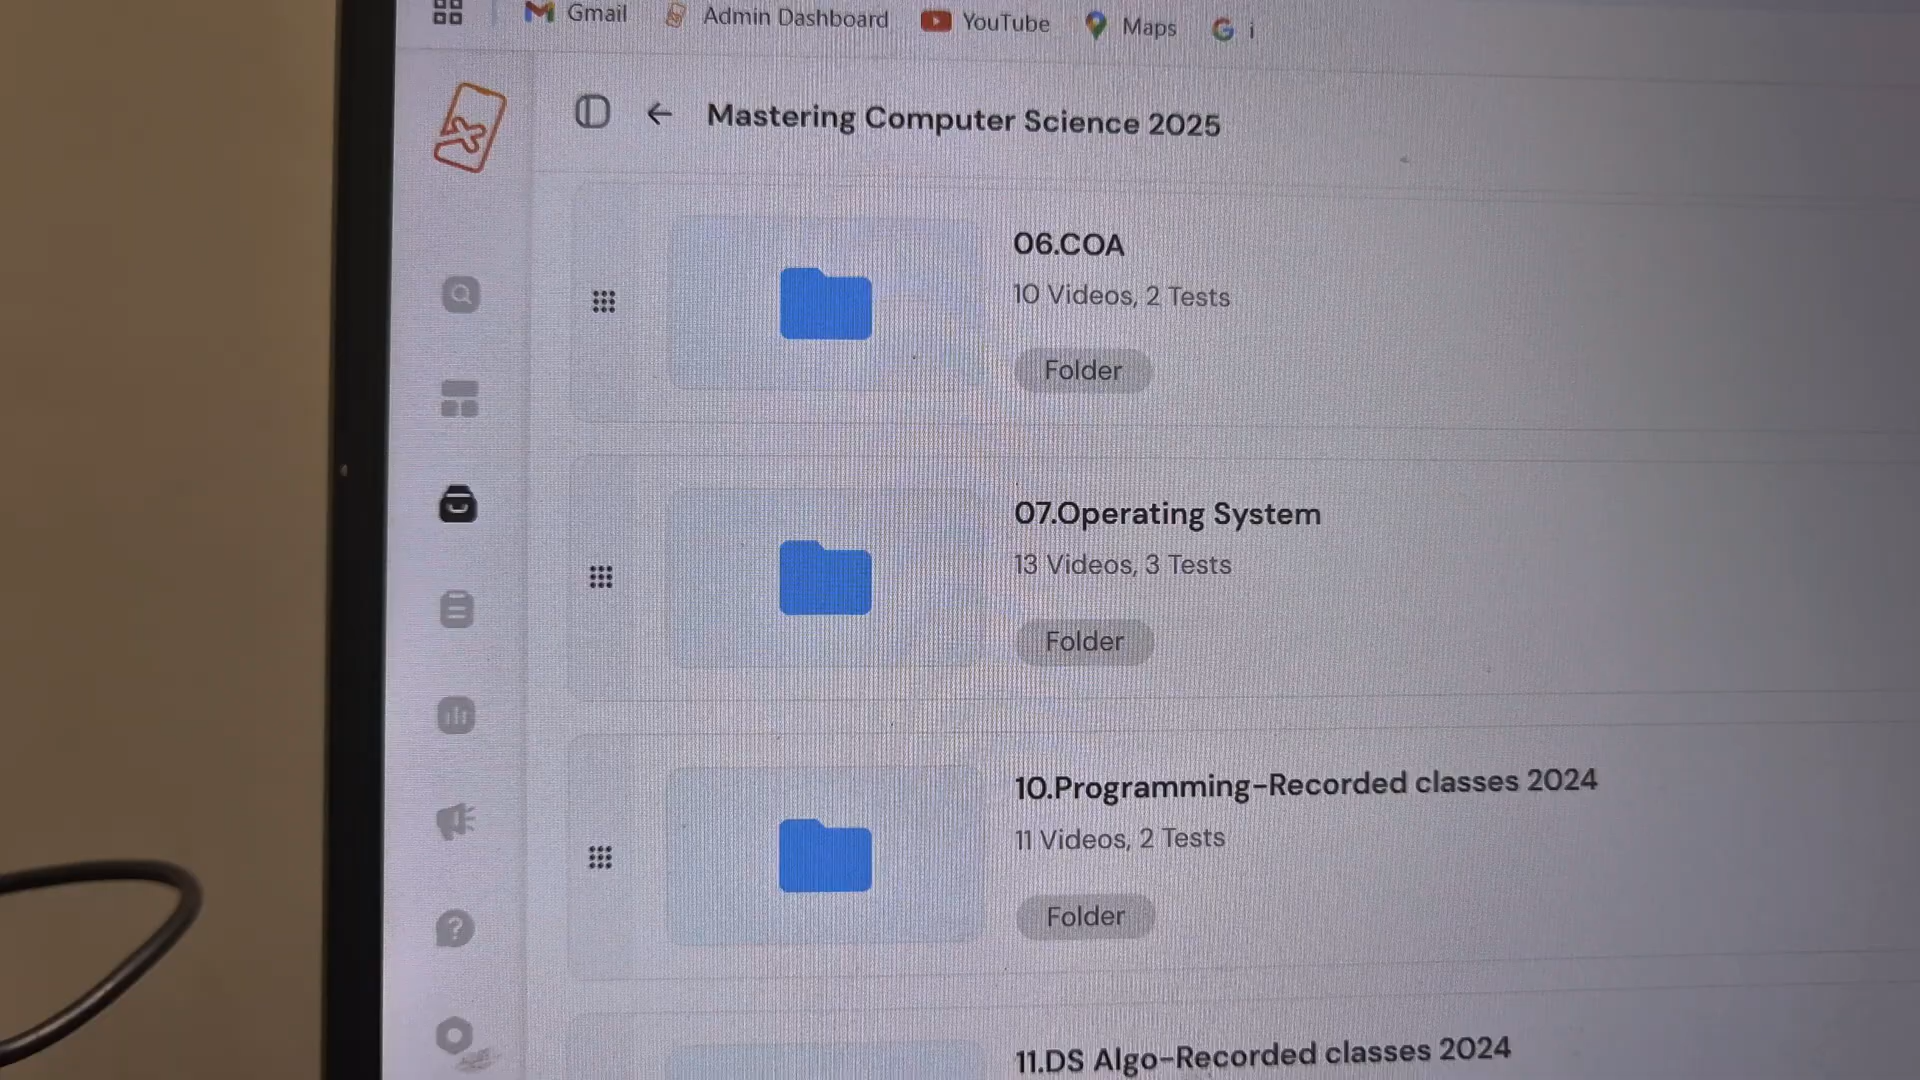 Gmail
Admin Dashboard
YouTube
Maps
i
Mastering Computer Science 2025
06.COA
10 Videos, 2 Tests
Folder
07.Operating System
13 Videos, 3 Tests
Folder
10.Programming-Recorded classes 2024
11 Videos, 2 Tests
Folder
11.DS Algo-Recorded classes 2024